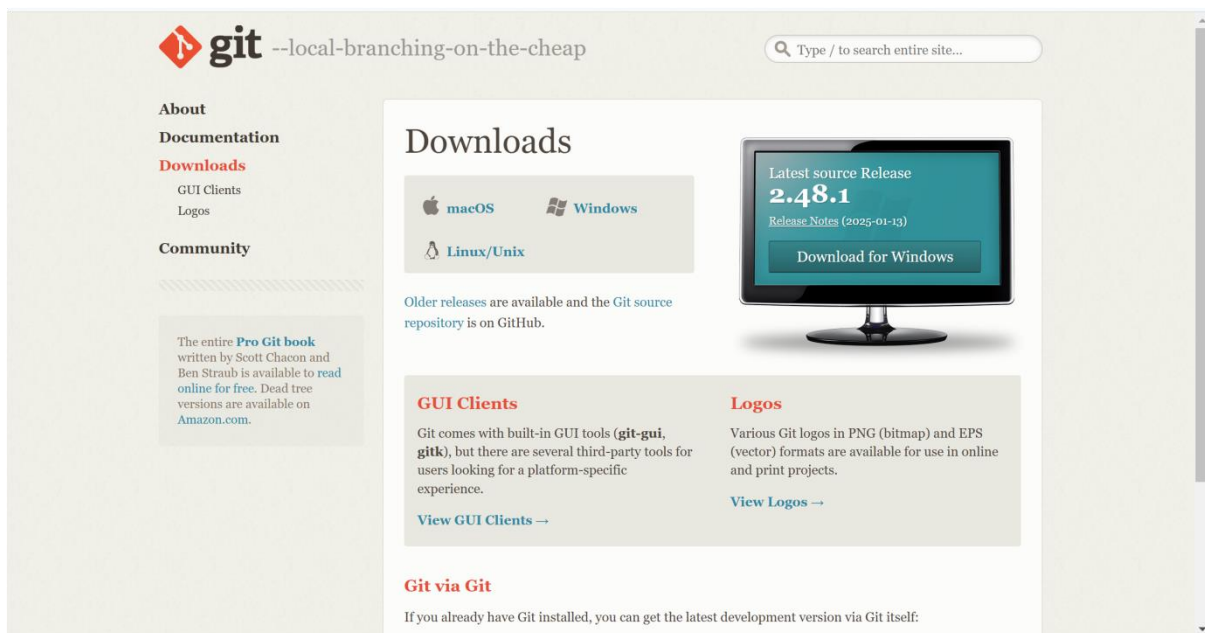 git --local-branching-on-the-cheap
Type / to search entire site...
About
Documentation
Downloads
GUI Clients
Logos
Community
The entire Pro Git book
written by Scott Chacon and
Ben Straub is available to read
online for free. Dead tree
versions are available on
Amazon.com.
Downloads
macOS
Windows
Linux/Unix
Older releases are available and the Git source
repository is on GitHub.
Latest source Release
2.48.1
Release Notes (2025-01-13)
Download for Windows
GUI Clients
Git comes with built-in GUI tools (git-gui,
gitk), but there are several third-party tools for
users looking for a platform-specific
experience.
View GUI Clients →
Logos
Various Git logos in PNG (bitmap) and EPS
(vector) formats are available for use in online
and print projects.
View Logos →
Git via Git
If you already have Git installed, you can get the latest development version via Git itself: